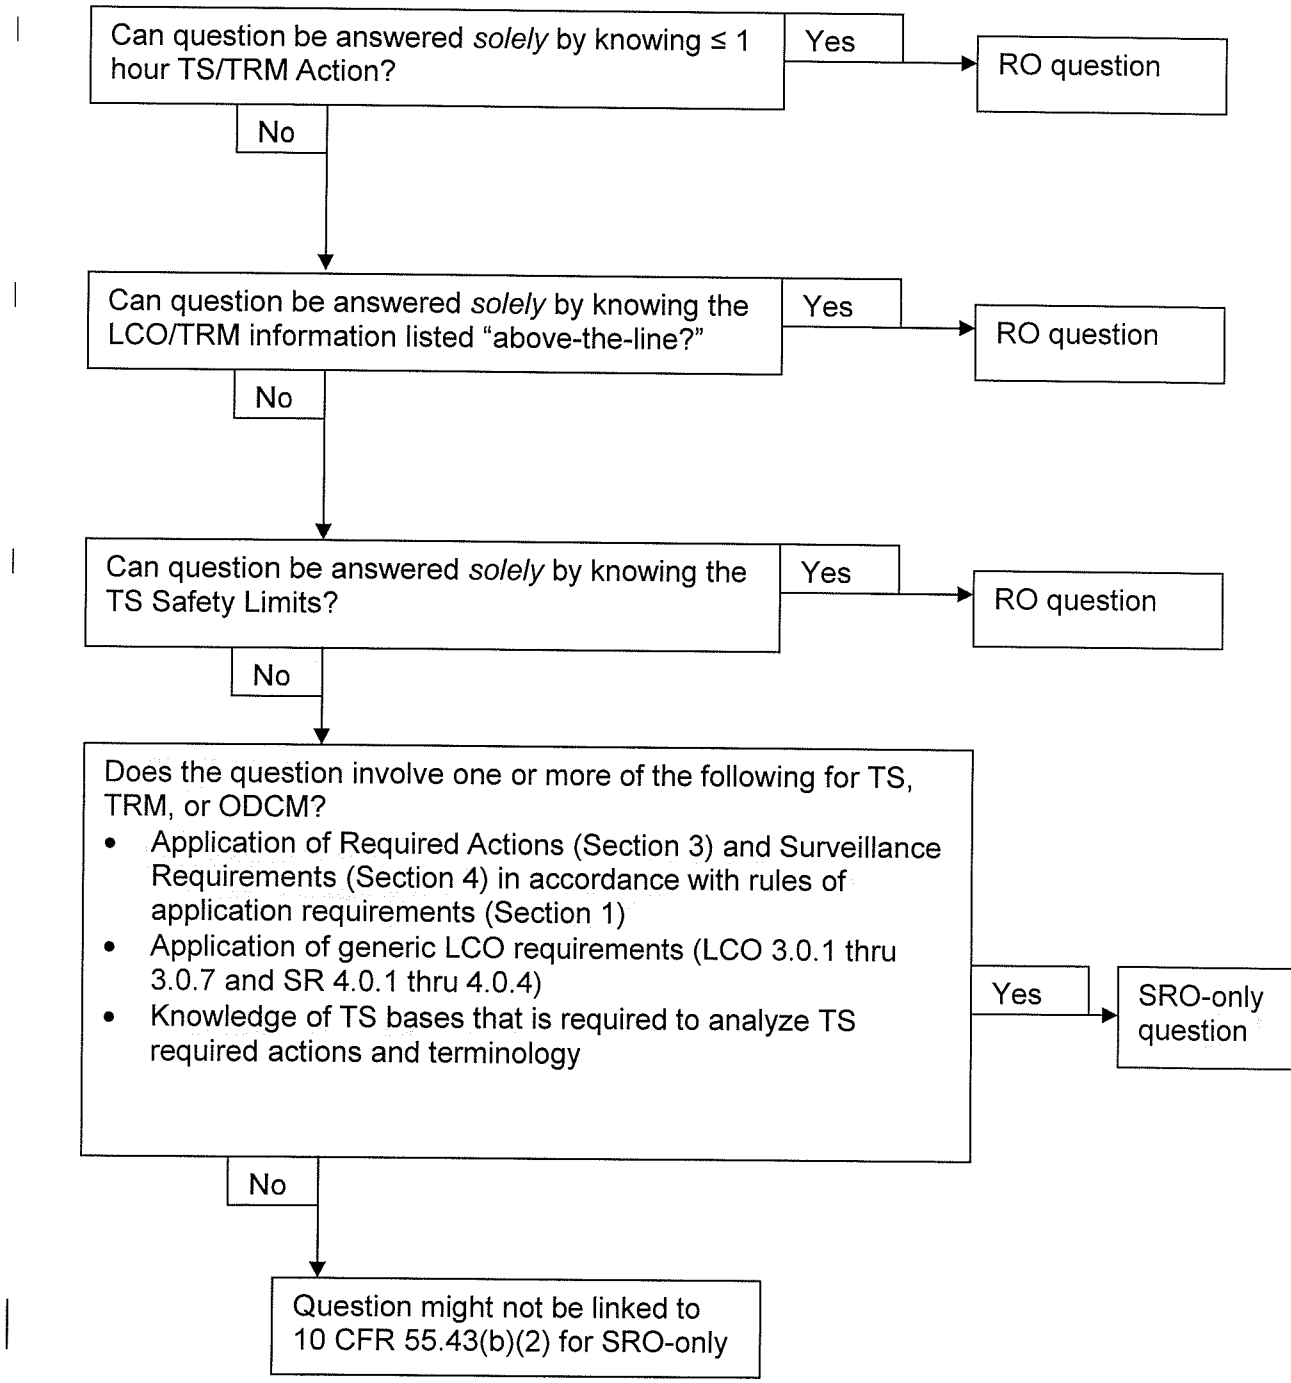 Can question be answered solely by knowing ≤ 1
hour TS/TRM Action?
Yes
RO question
No
Can question be answered solely by knowing the
LCO/TRM information listed “above-the-line?”
Yes
RO question
No
Can question be answered solely by knowing the
TS Safety Limits?
Yes
RO question
No
Does the question involve one or more of the following for TS,
TRM, or ODCM?
• Application of Required Actions (Section 3) and Surveillance
Requirements (Section 4) in accordance with rules of
application requirements (Section 1)
• Application of generic LCO requirements (LCO 3.0.1 thru
3.0.7 and SR 4.0.1 thru 4.0.4)
• Knowledge of TS bases that is required to analyze TS
required actions and terminology
Yes
SRO-only
question
No
Question might not be linked to
10 CFR 55.43(b)(2) for SRO-only